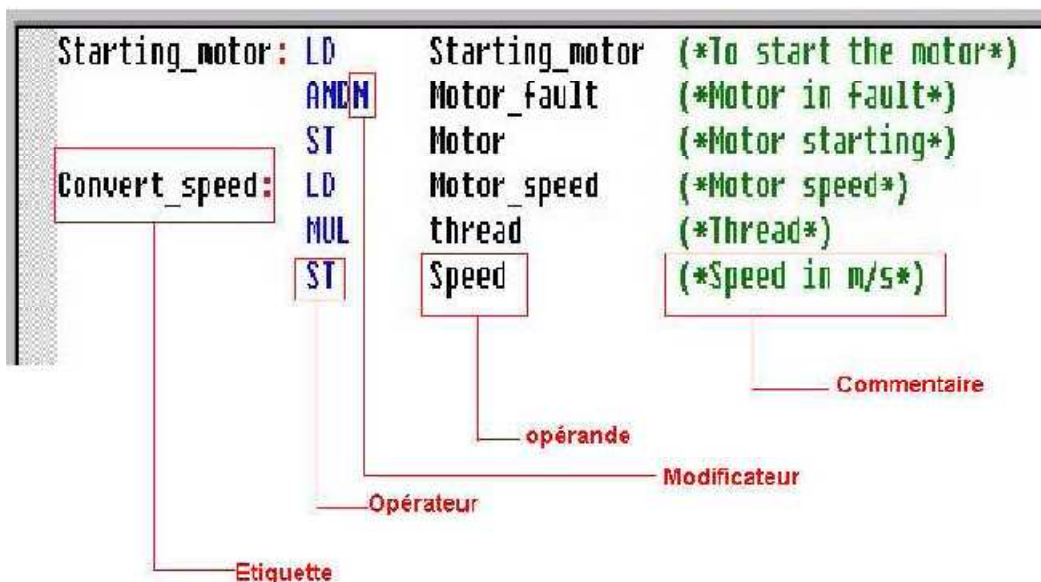 Starting_motor: LD Starting_motor (*To start the motor*)
ANDN Motor_fault (*Motor in fault*)
ST Motor (*Motor starting*)
Convert_speed: LD Motor_speed (*Motor speed*)
MUL thread (*Thread*)
ST Speed (*Speed in m/s*)
Commentaire
opérande
Modificateur
Opérateur
Etiquette